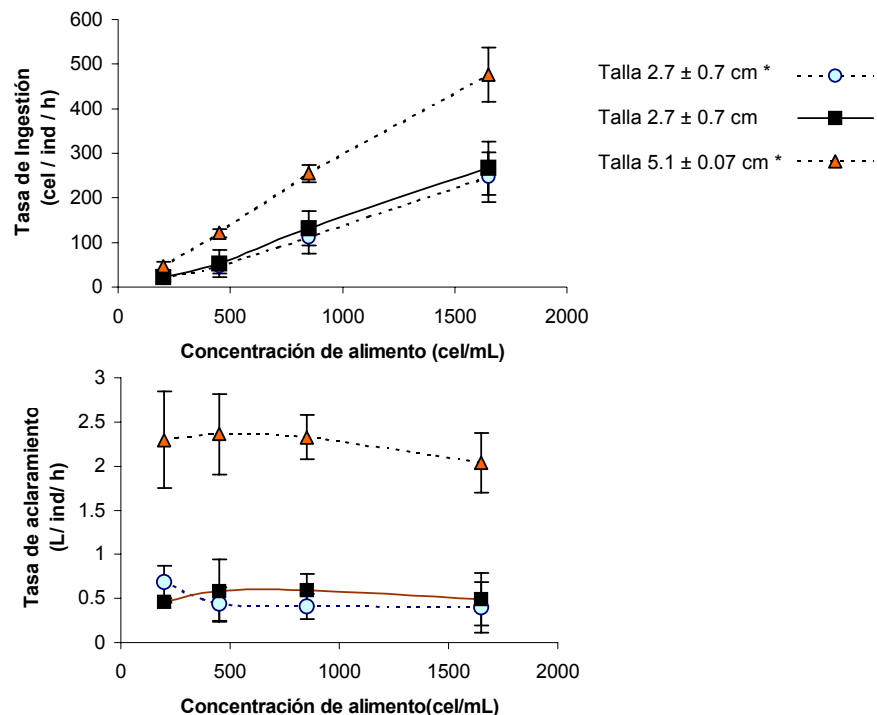 600
500
400
300
200
100
0
Tasa de Ingestión
(cel / ind / h)
0 500 1000 1500 2000
Concentración de alimento (cel/mL)
Talla 2.7 ± 0.7 cm *
Talla 2.7 ± 0.7 cm
Talla 5.1 ± 0.07 cm *
3
2.5
2
1.5
1
0.5
0
Tasa de aclaramiento
(L/ ind/ h)
0 500 1000 1500 2000
Concentración de alimento(cel/mL)